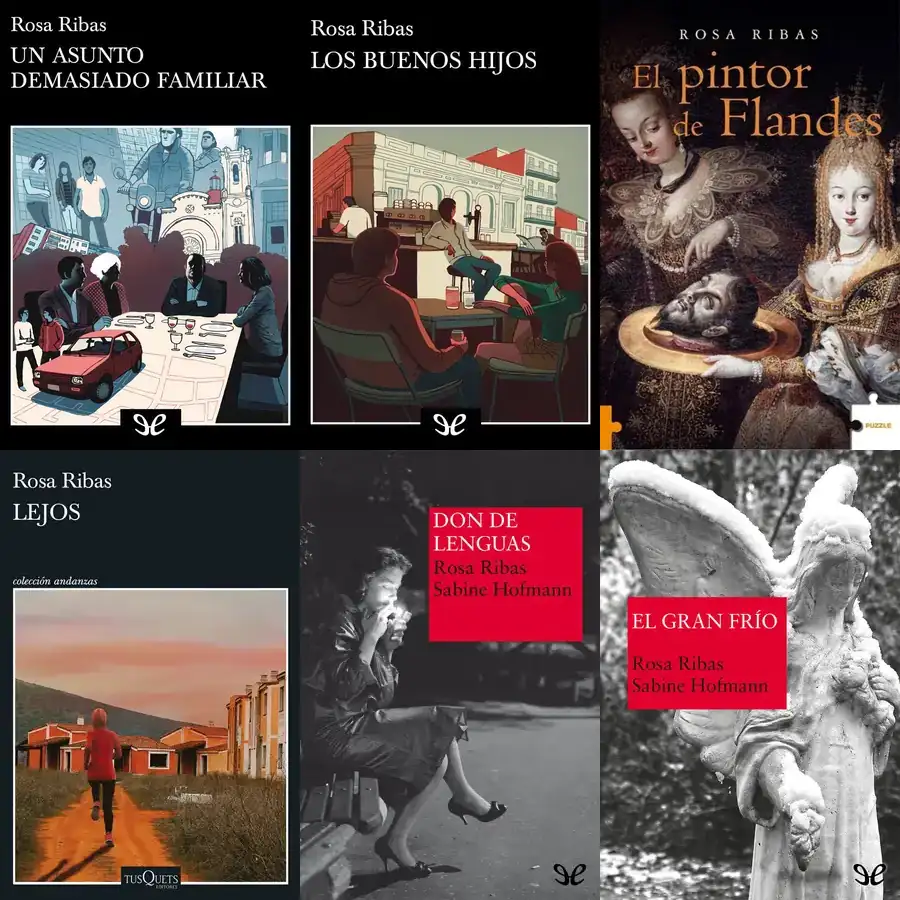 Rosa Ribas
UN ASUNTO
DEMASIADO FAMILIAR
Rosa Ribas
LOS BUENOS HIJOS
ROSA RIBAS
El pintor
de Flandes
PUZZLE
Rosa Ribas
LEJOS
colección andanzas
TUSQUETS
EDITORES
DON DE
LENGUAS
Rosa Ribas
Sabine Hofmann
EL GRAN FRÍO
Rosa Ribas
Sabine Hofmann